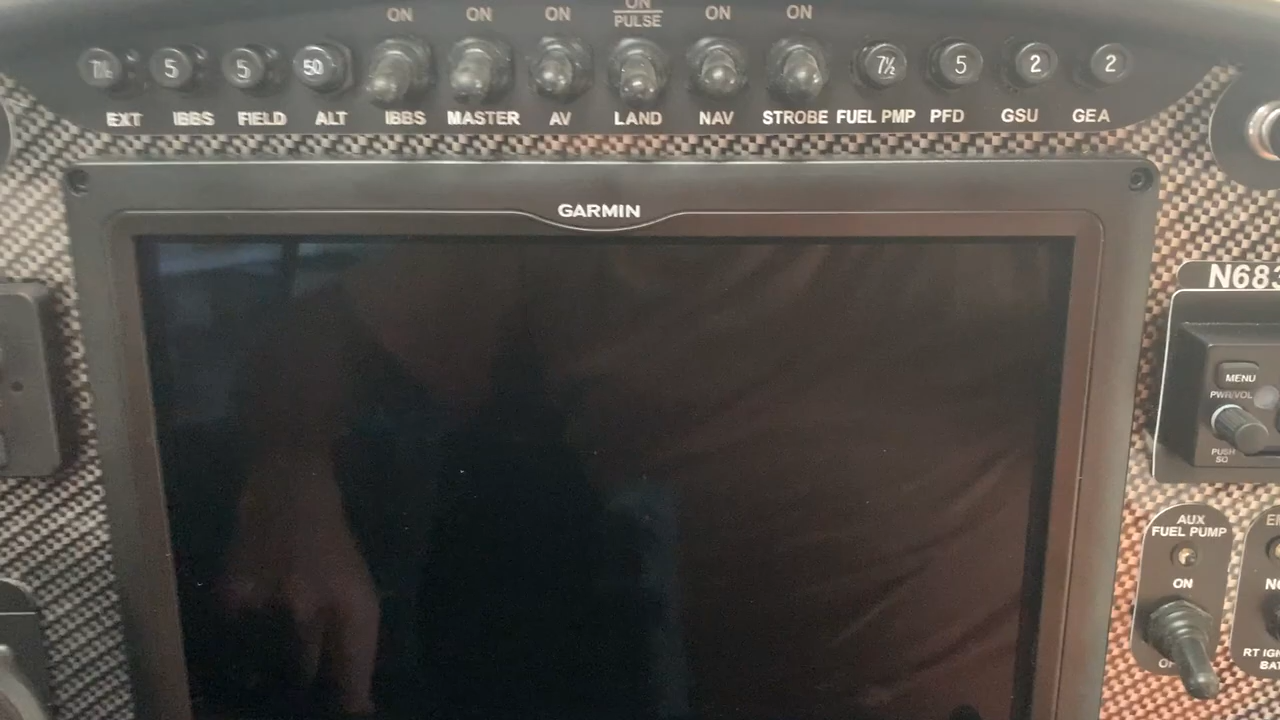 ON ON ON ON ON ON
PULSE
7½ 5 5 50 7½ 5 2 2
EXT IBBS FIELD ALT IBBS MASTER AV LAND NAV STROBE FUEL PMP PFD GSU GEA
GARMIN
N683
MENU
PWR/VOL
PUSH
SQ
AUX
FUEL PUMP
ON
RT IGN